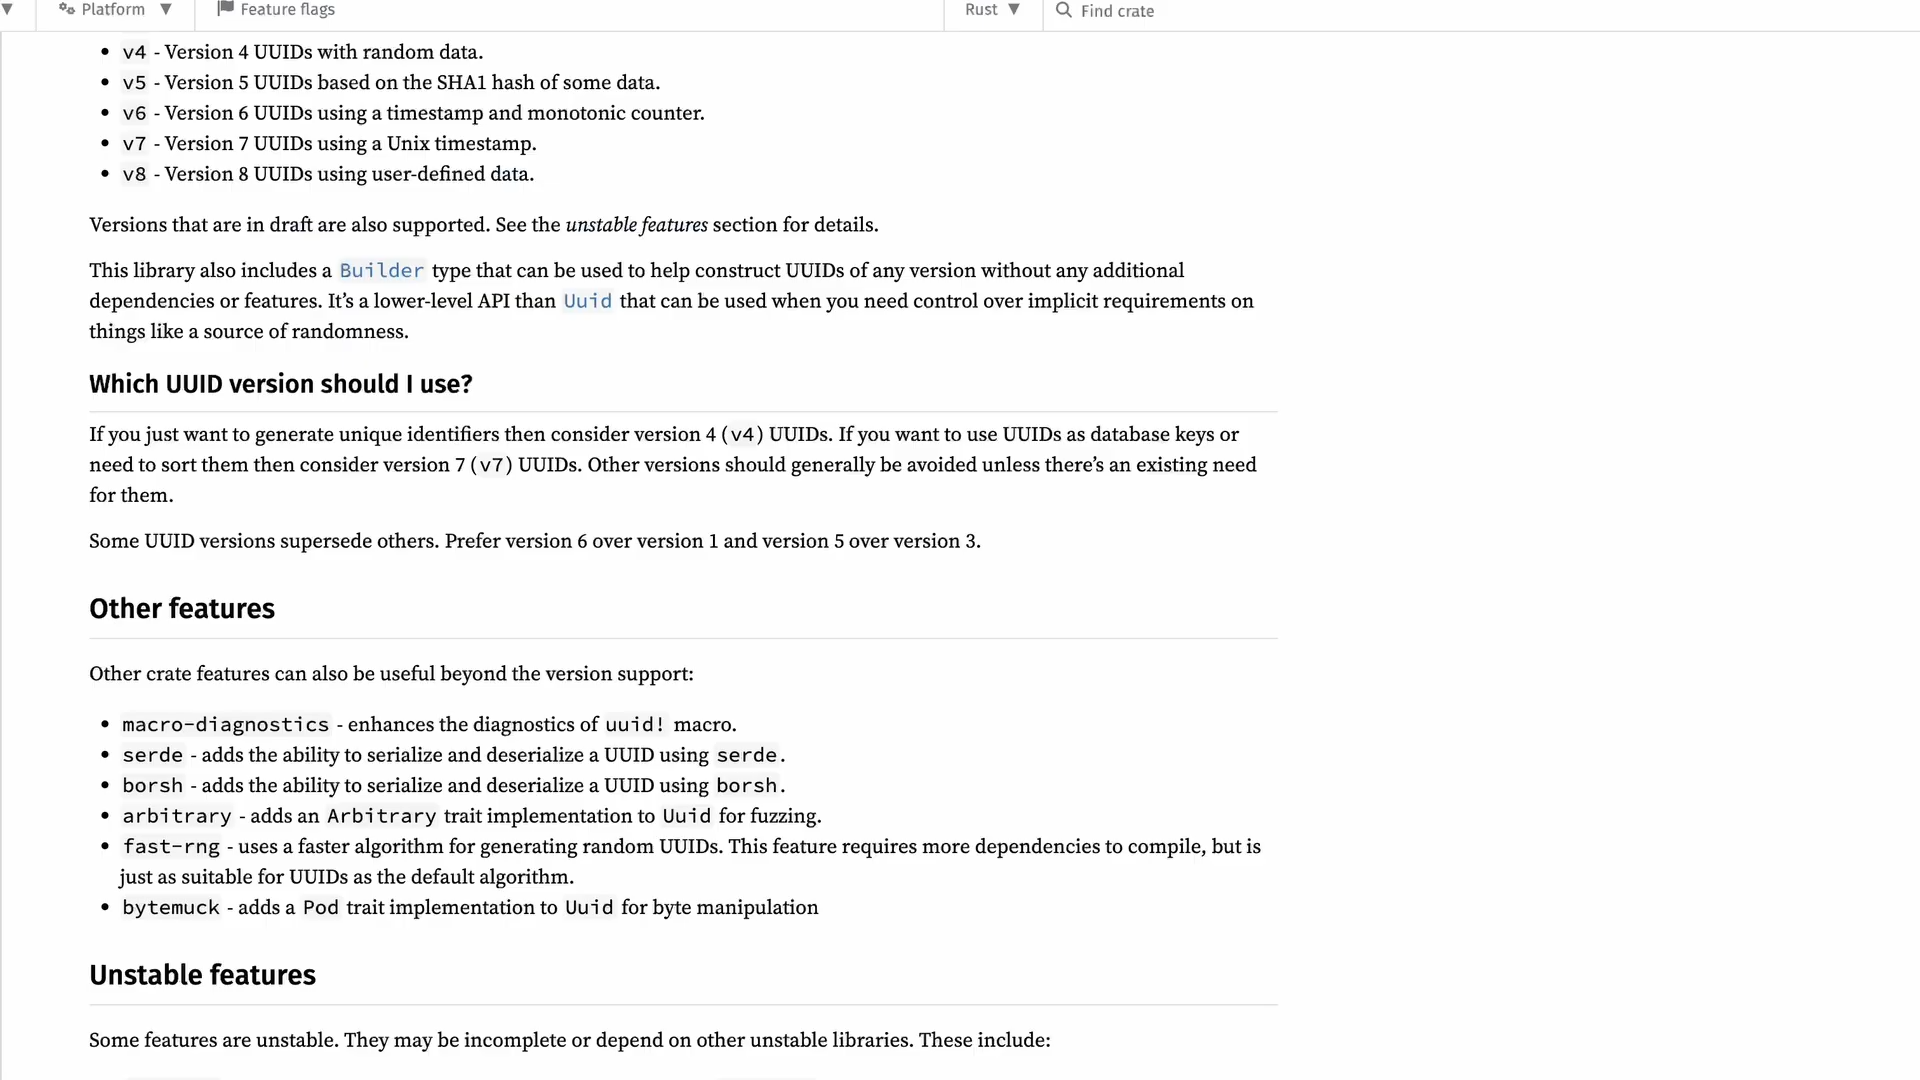 Platform Feature flags Rust Find crate
v4 - Version 4 UUIDs with random data.
v5 - Version 5 UUIDs based on the SHA1 hash of some data.
v6 - Version 6 UUIDs using a timestamp and monotonic counter.
v7 - Version 7 UUIDs using a Unix timestamp.
v8 - Version 8 UUIDs using user-defined data.
Versions that are in draft are also supported. See the unstable features section for details.
This library also includes a Builder type that can be used to help construct UUIDs of any version without any additional
dependencies or features. It’s a lower-level API than Uuid that can be used when you need control over implicit requirements on
things like a source of randomness.
Which UUID version should I use?
If you just want to generate unique identifiers then consider version 4 (v4) UUIDs. If you want to use UUIDs as database keys or
need to sort them then consider version 7 (v7) UUIDs. Other versions should generally be avoided unless there’s an existing need
for them.
Some UUID versions supersede others. Prefer version 6 over version 1 and version 5 over version 3.
Other features
Other crate features can also be useful beyond the version support:
macro-diagnostics - enhances the diagnostics of uuid! macro.
serde - adds the ability to serialize and deserialize a UUID using serde.
borsh - adds the ability to serialize and deserialize a UUID using borsh.
arbitrary - adds an Arbitrary trait implementation to Uuid for fuzzing.
fast-rng - uses a faster algorithm for generating random UUIDs. This feature requires more dependencies to compile, but is
just as suitable for UUIDs as the default algorithm.
bytemuck - adds a Pod trait implementation to Uuid for byte manipulation
Unstable features
Some features are unstable. They may be incomplete or depend on other unstable libraries. These include: